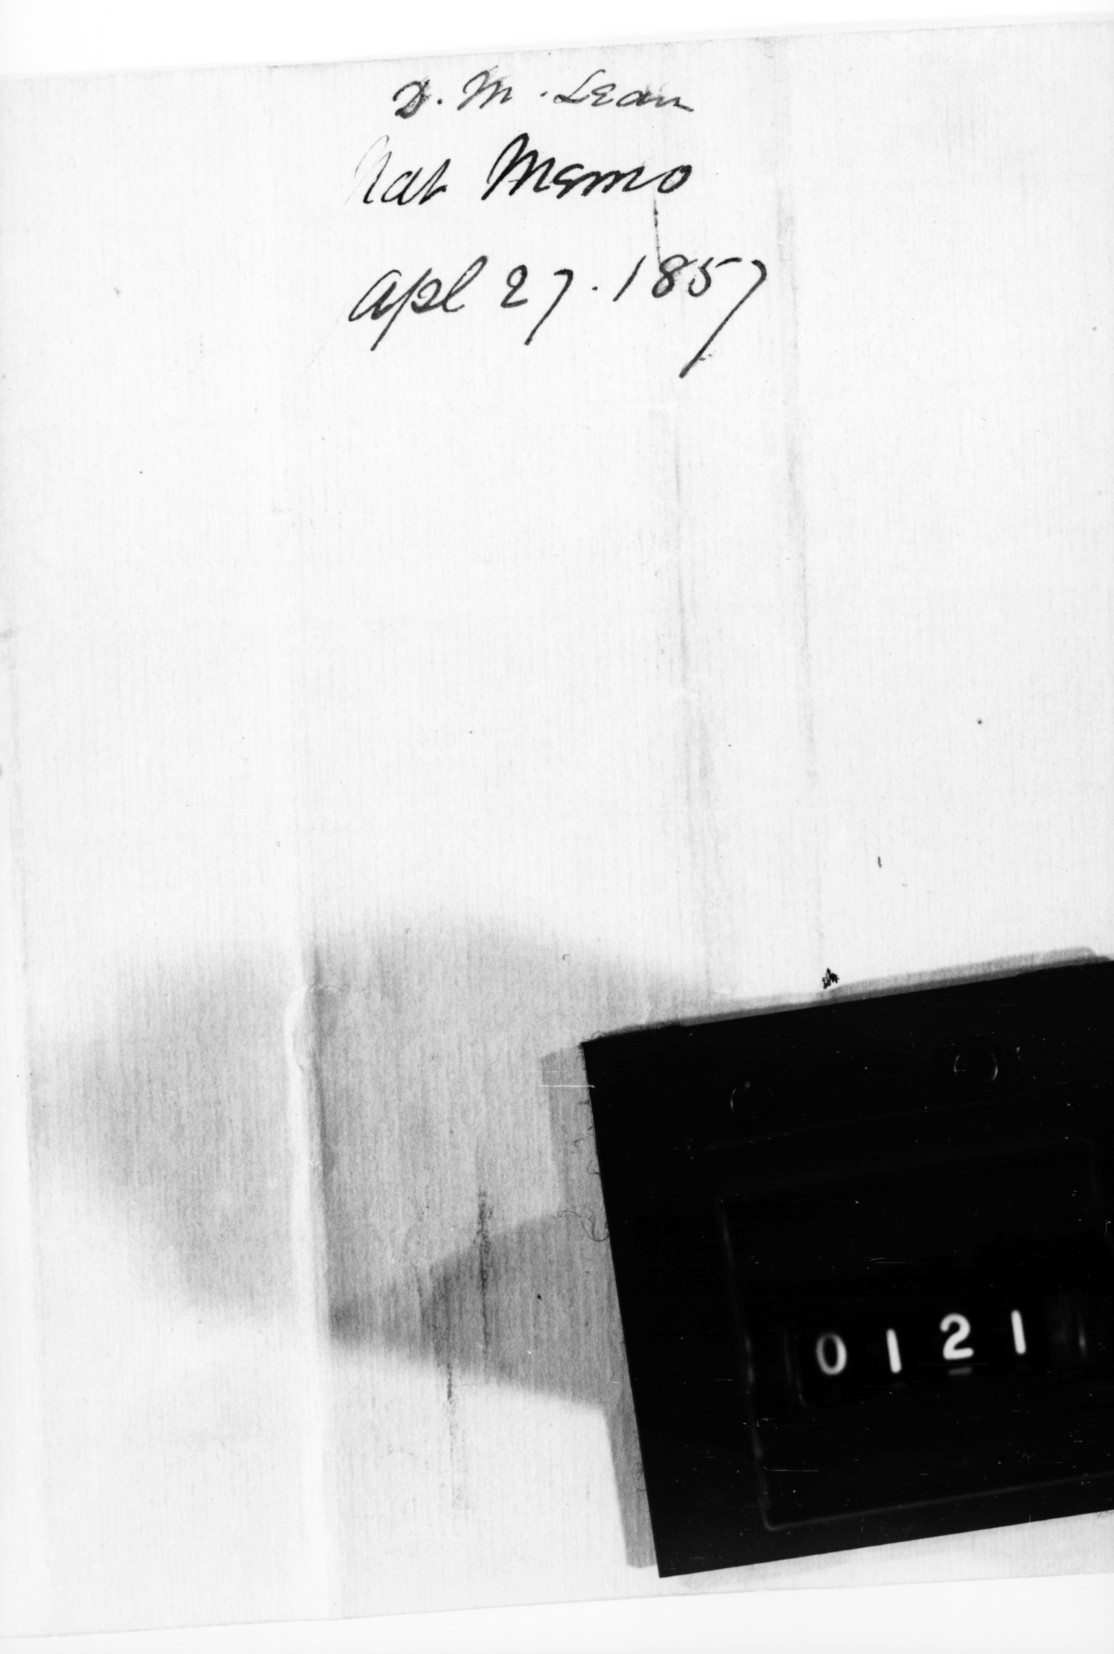 D. M. Lean
Nat Memo
Apl 27. 1857
0121